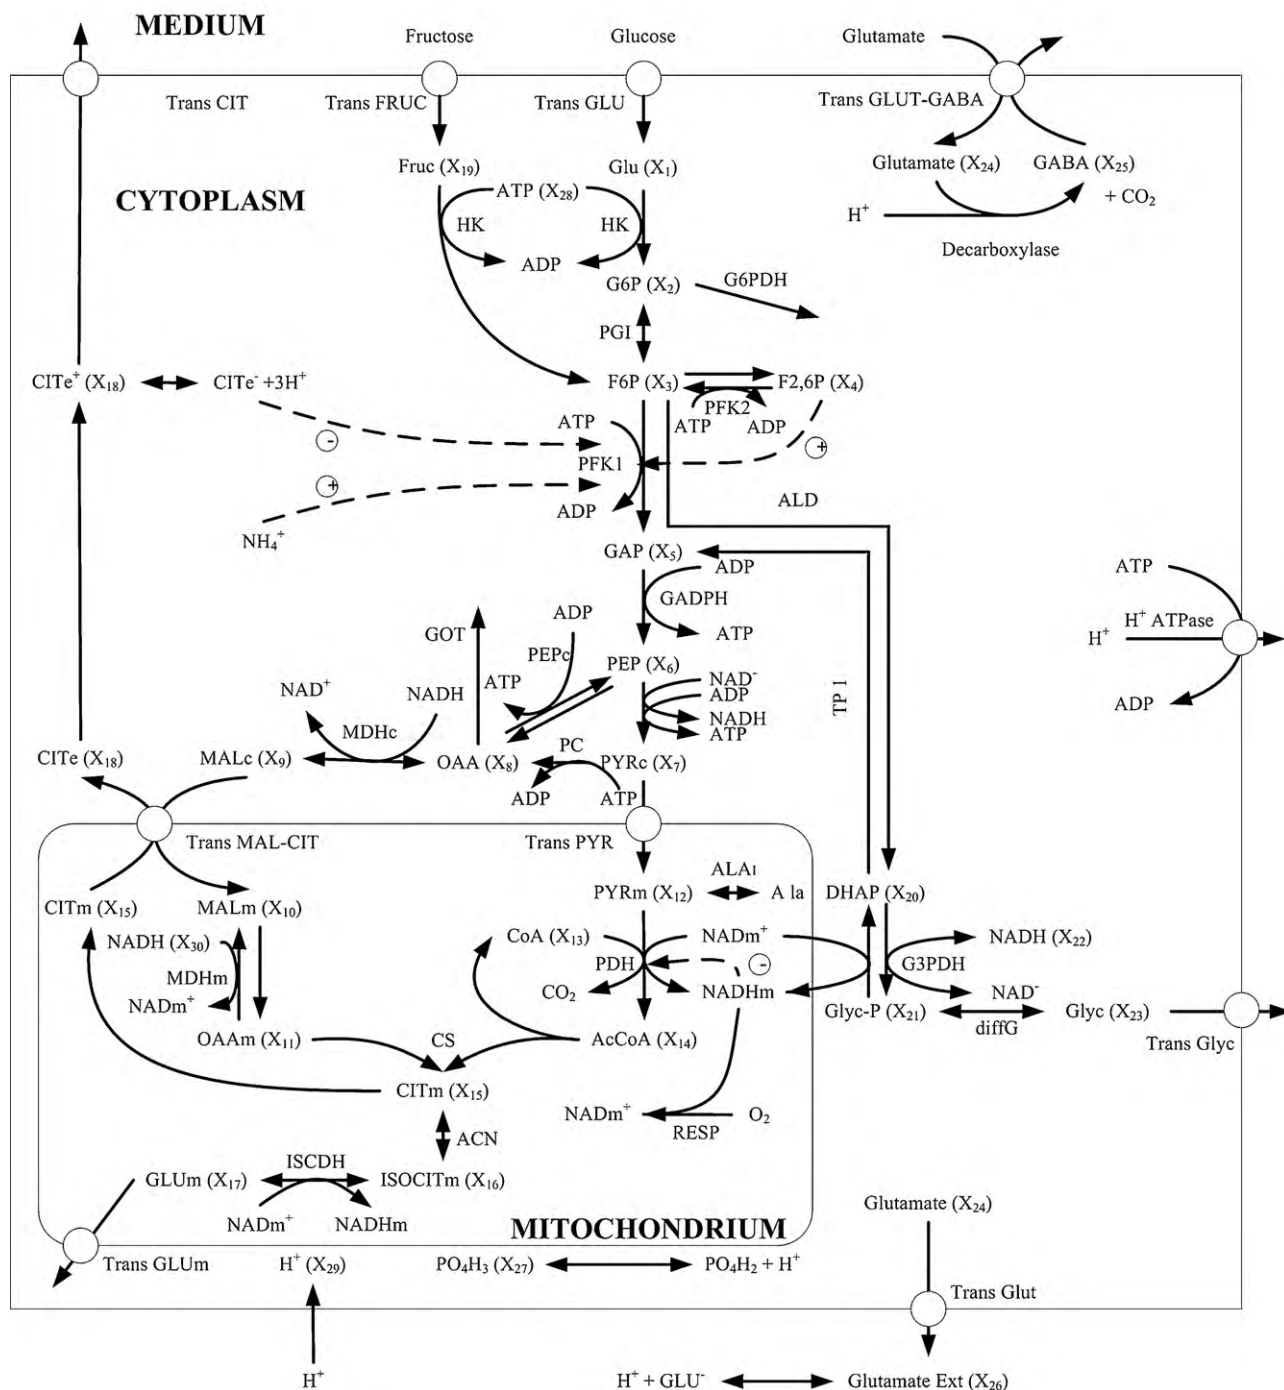 MEDIUM
Fructose
Glucose
Glutamate
Trans CIT
Trans FRUC
Trans GLU
Trans GLUT-GABA
Fruc (X₁₉)
Glu (X₁)
Glutamate (X₂₄)
GABA (X₂₅)
+ CO₂
CYTOPLASM
ATP (X₂₈)
HK
HK
H⁺
ADP
Decarboxylase
G6P (X₂)
G6PDH
PGI
CITe⁺ (X₁₈)
CITe⁻ +3H⁺
F6P (X₃)
F2,6P (X₄)
PFK2
ATP
ATP
ADP
-
+
PFK1
+
ADP
ALD
NH₄⁺
GAP (X₅)
ADP
ATP
GADPH
ADP
H⁺ ATPase
H⁺
GOT
ATP
PEPc
PEP (X₆)
NAD⁻
ADP
NADH
ATP
NAD⁺
NADH
ATP
TP 1
ADP
MDHc
PC
CITe (X₁₈)
MALc (X₉)
OAA (X₈)
PYRc (X₇)
ADP
ATP
Trans MAL-CIT
Trans PYR
CITm (X₁₅)
MALm (X₁₀)
PYRm (X₁₂)
ALAt
A la
DHAP (X₂₀)
NADH (X₃₀)
CoA (X₁₃)
NADm⁺
NADH (X₂₂)
MDHm
PDH
-
G3PDH
NADm⁺
CO₂
NADHm
NAD⁻
Glyc-P (X₂₁)
Glyc (X₂₃)
diffG
OAAm (X₁₁)
CS
AcCoA (X₁₄)
Trans Glyc
CITm (X₁₅)
NADm⁺
O₂
RESP
ACN
GLUm (X₁₇)
ISCDH
ISOCITm (X₁₆)
NADm⁺
NADHm
MITOCHONDRIUM
Glutamate (X₂₄)
Trans GLUm
H⁺ (X₂₉)
PO₄H₃ (X₂₇)
PO₄H₂ + H⁺
Trans Glut
H⁺
H⁺ + GLU⁻
Glutamate Ext (X₂₆)